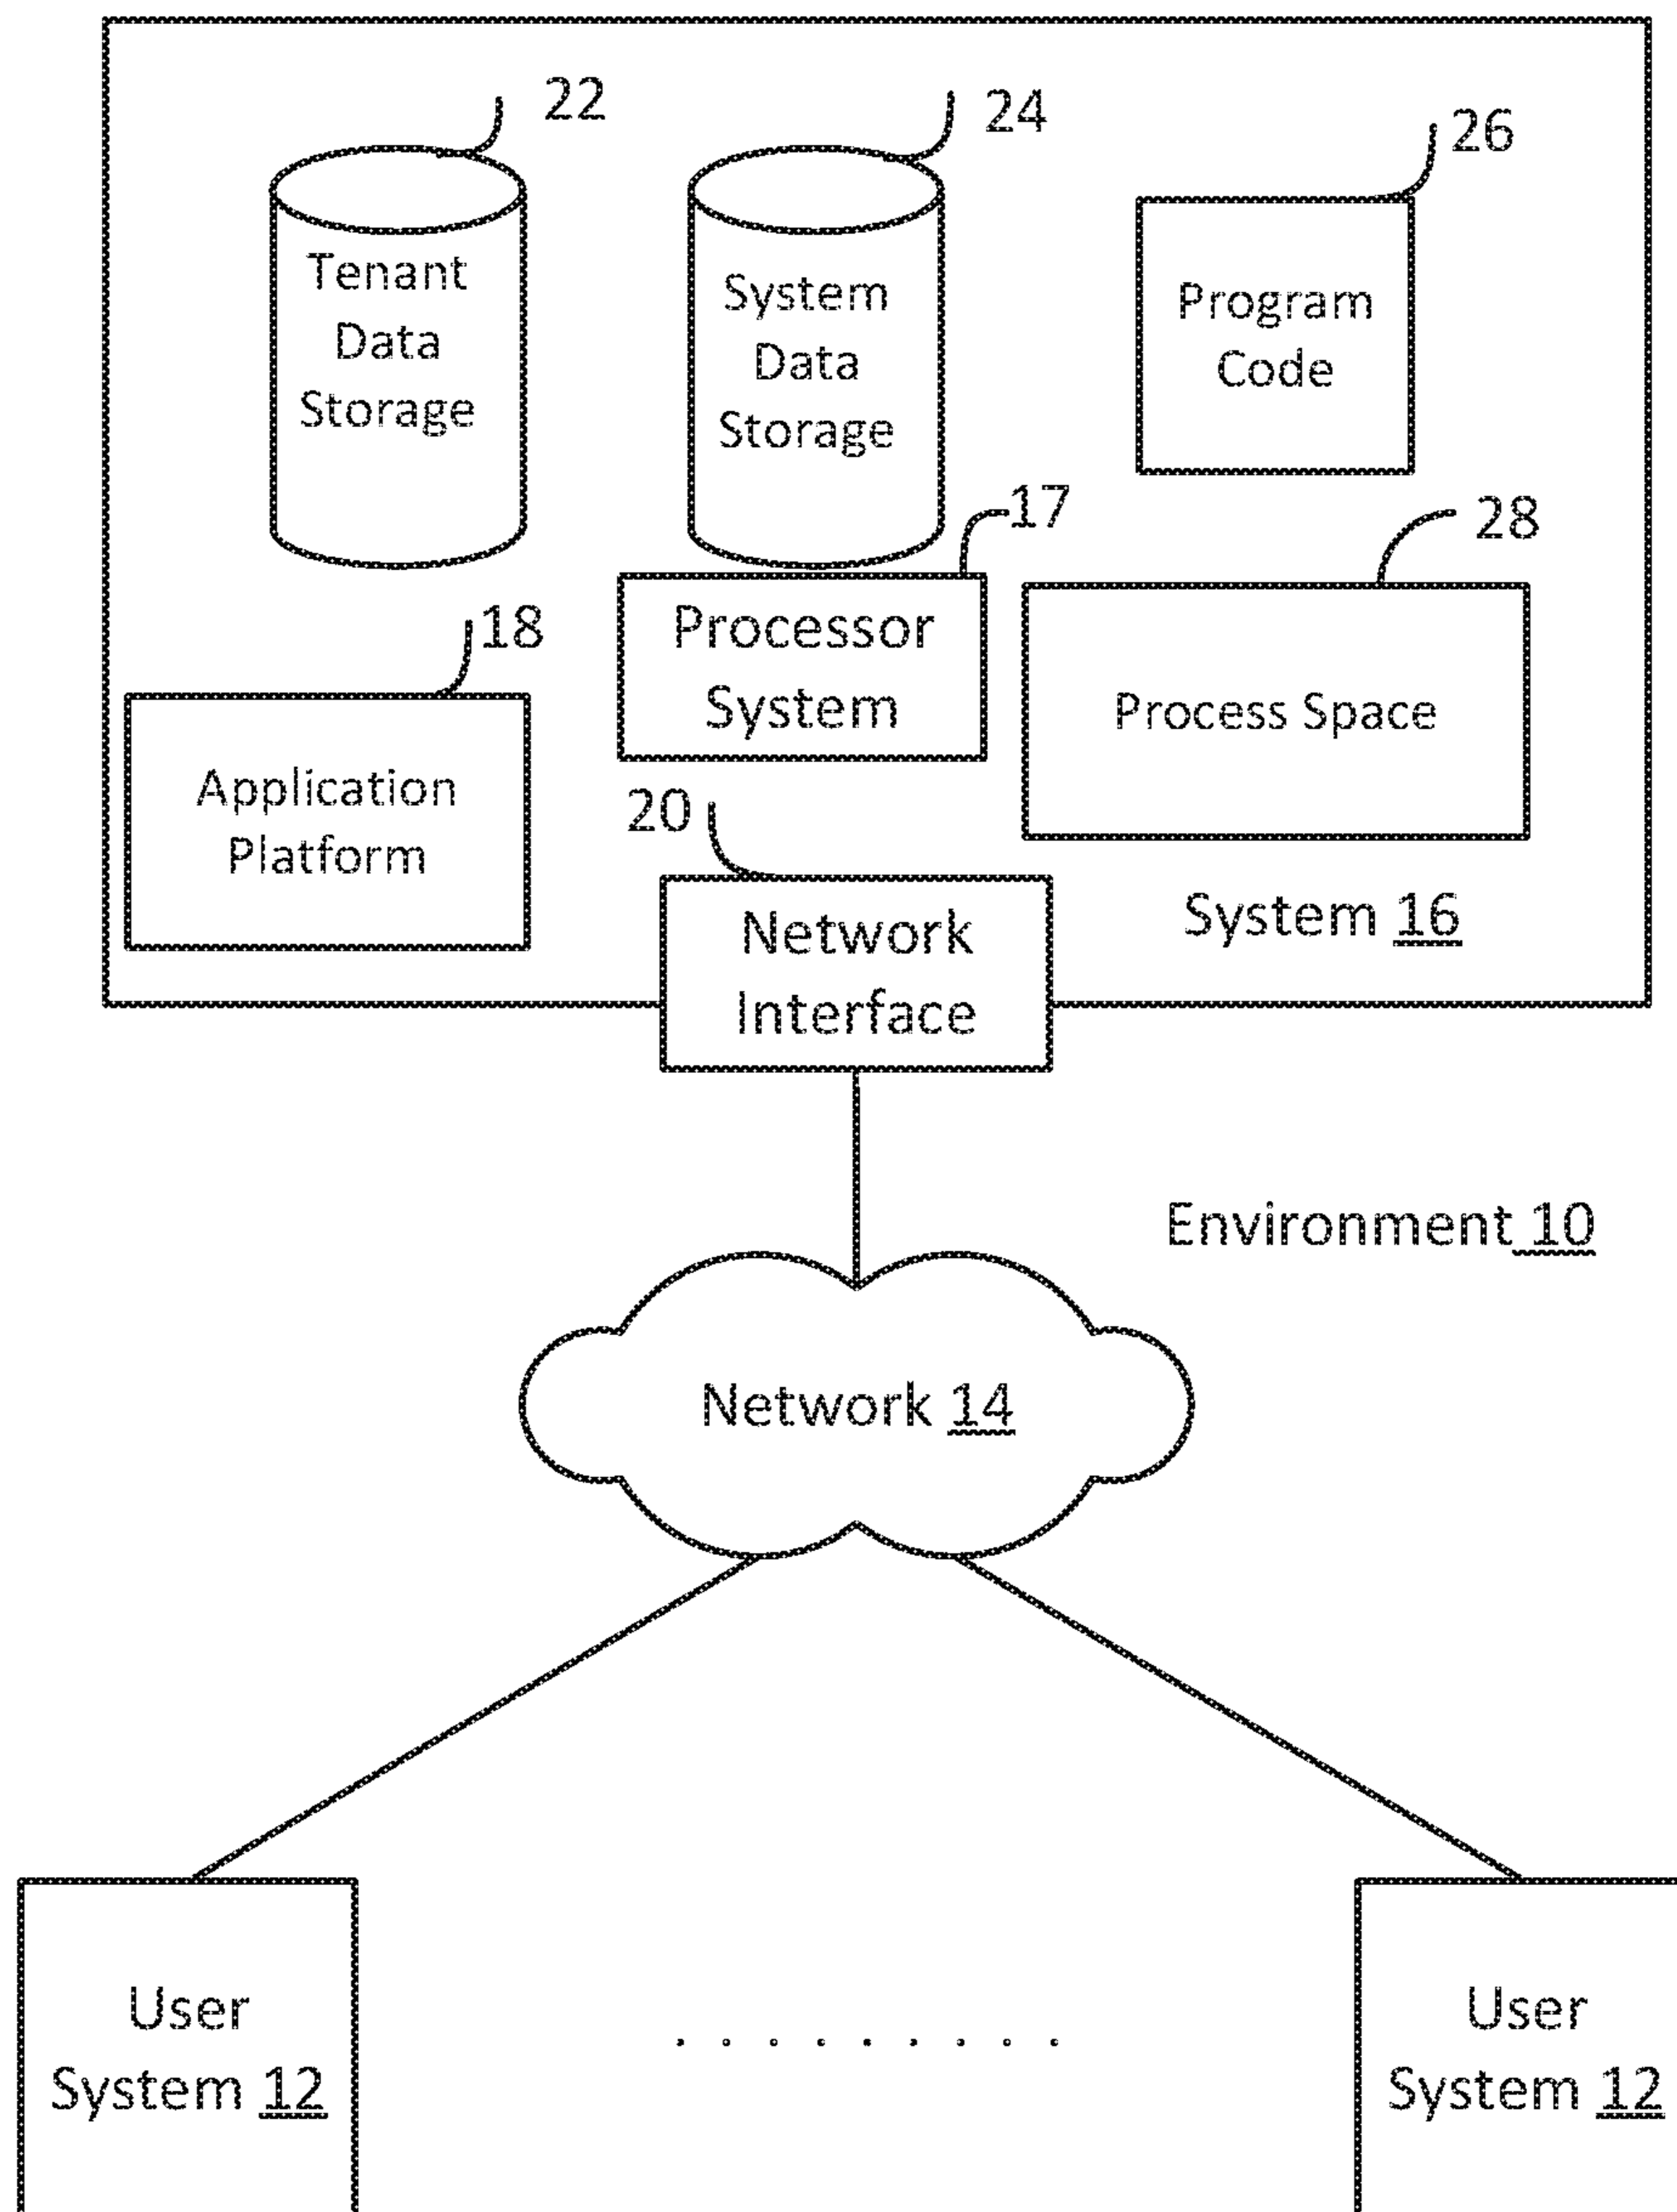 22
24
26
Tenant
Data
Storage
System
Data
Storage
Program
Code
17
28
18
Processor
System
Process Space
Application
Platform
20
Network
Interface
System 16
Environment 10
Network 14
User
System 12
.........
User
System 12